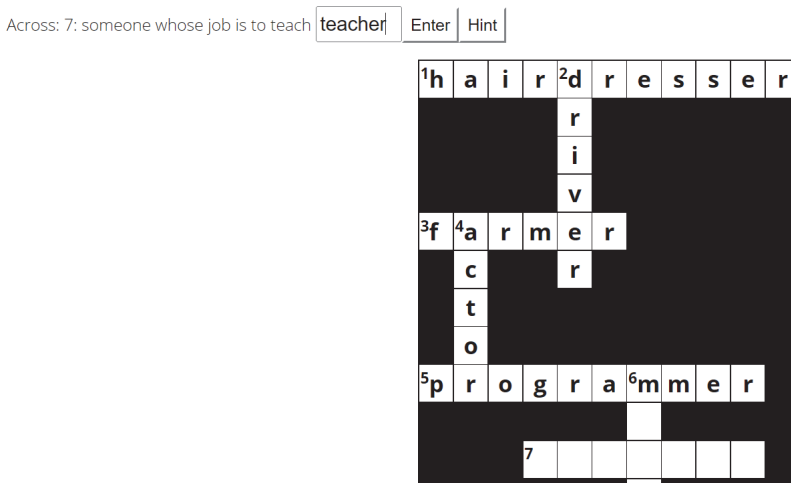 Across: 7: someone whose job is to teach teacher Enter Hint
1h a i r 2d r e s s e r
r
i
v
3f 4a r m e r
c r
t
o
5p r o g r a 6m m e r
7